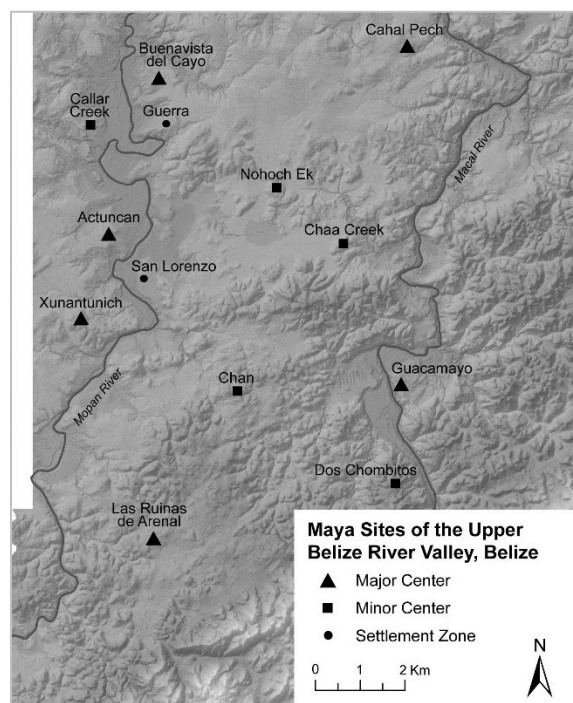 Cahal Pech
Buenavista
del Cayo
Callar
Creek
Guerra
Macal River
Nohoch Ek
Actuncan
Chaa Creek
San Lorenzo
Xunantunich
Guacamayo
Chan
Mopan River
Dos Chombitos
Las Ruinas
de Arenal
Maya Sites of the Upper
Belize River Valley, Belize
Major Center
Minor Center
Settlement Zone
N
0 1 2 Km